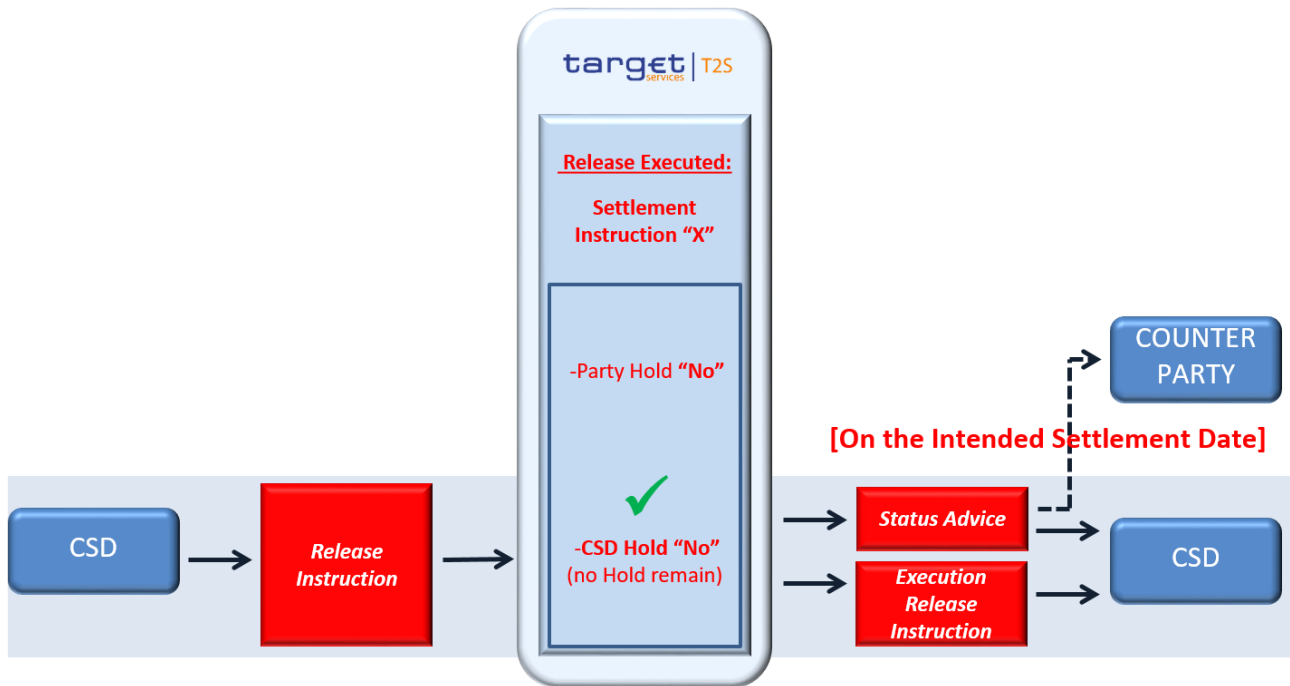 target | T2S
services
Release Executed:
Settlement
Instruction “X”
-Party Hold “No”
-CSD Hold “No”
(no Hold remain)
CSD
Release
Instruction
COUNTER
PARTY
[On the Intended Settlement Date]
Status Advice
Execution
Release
Instruction
CSD